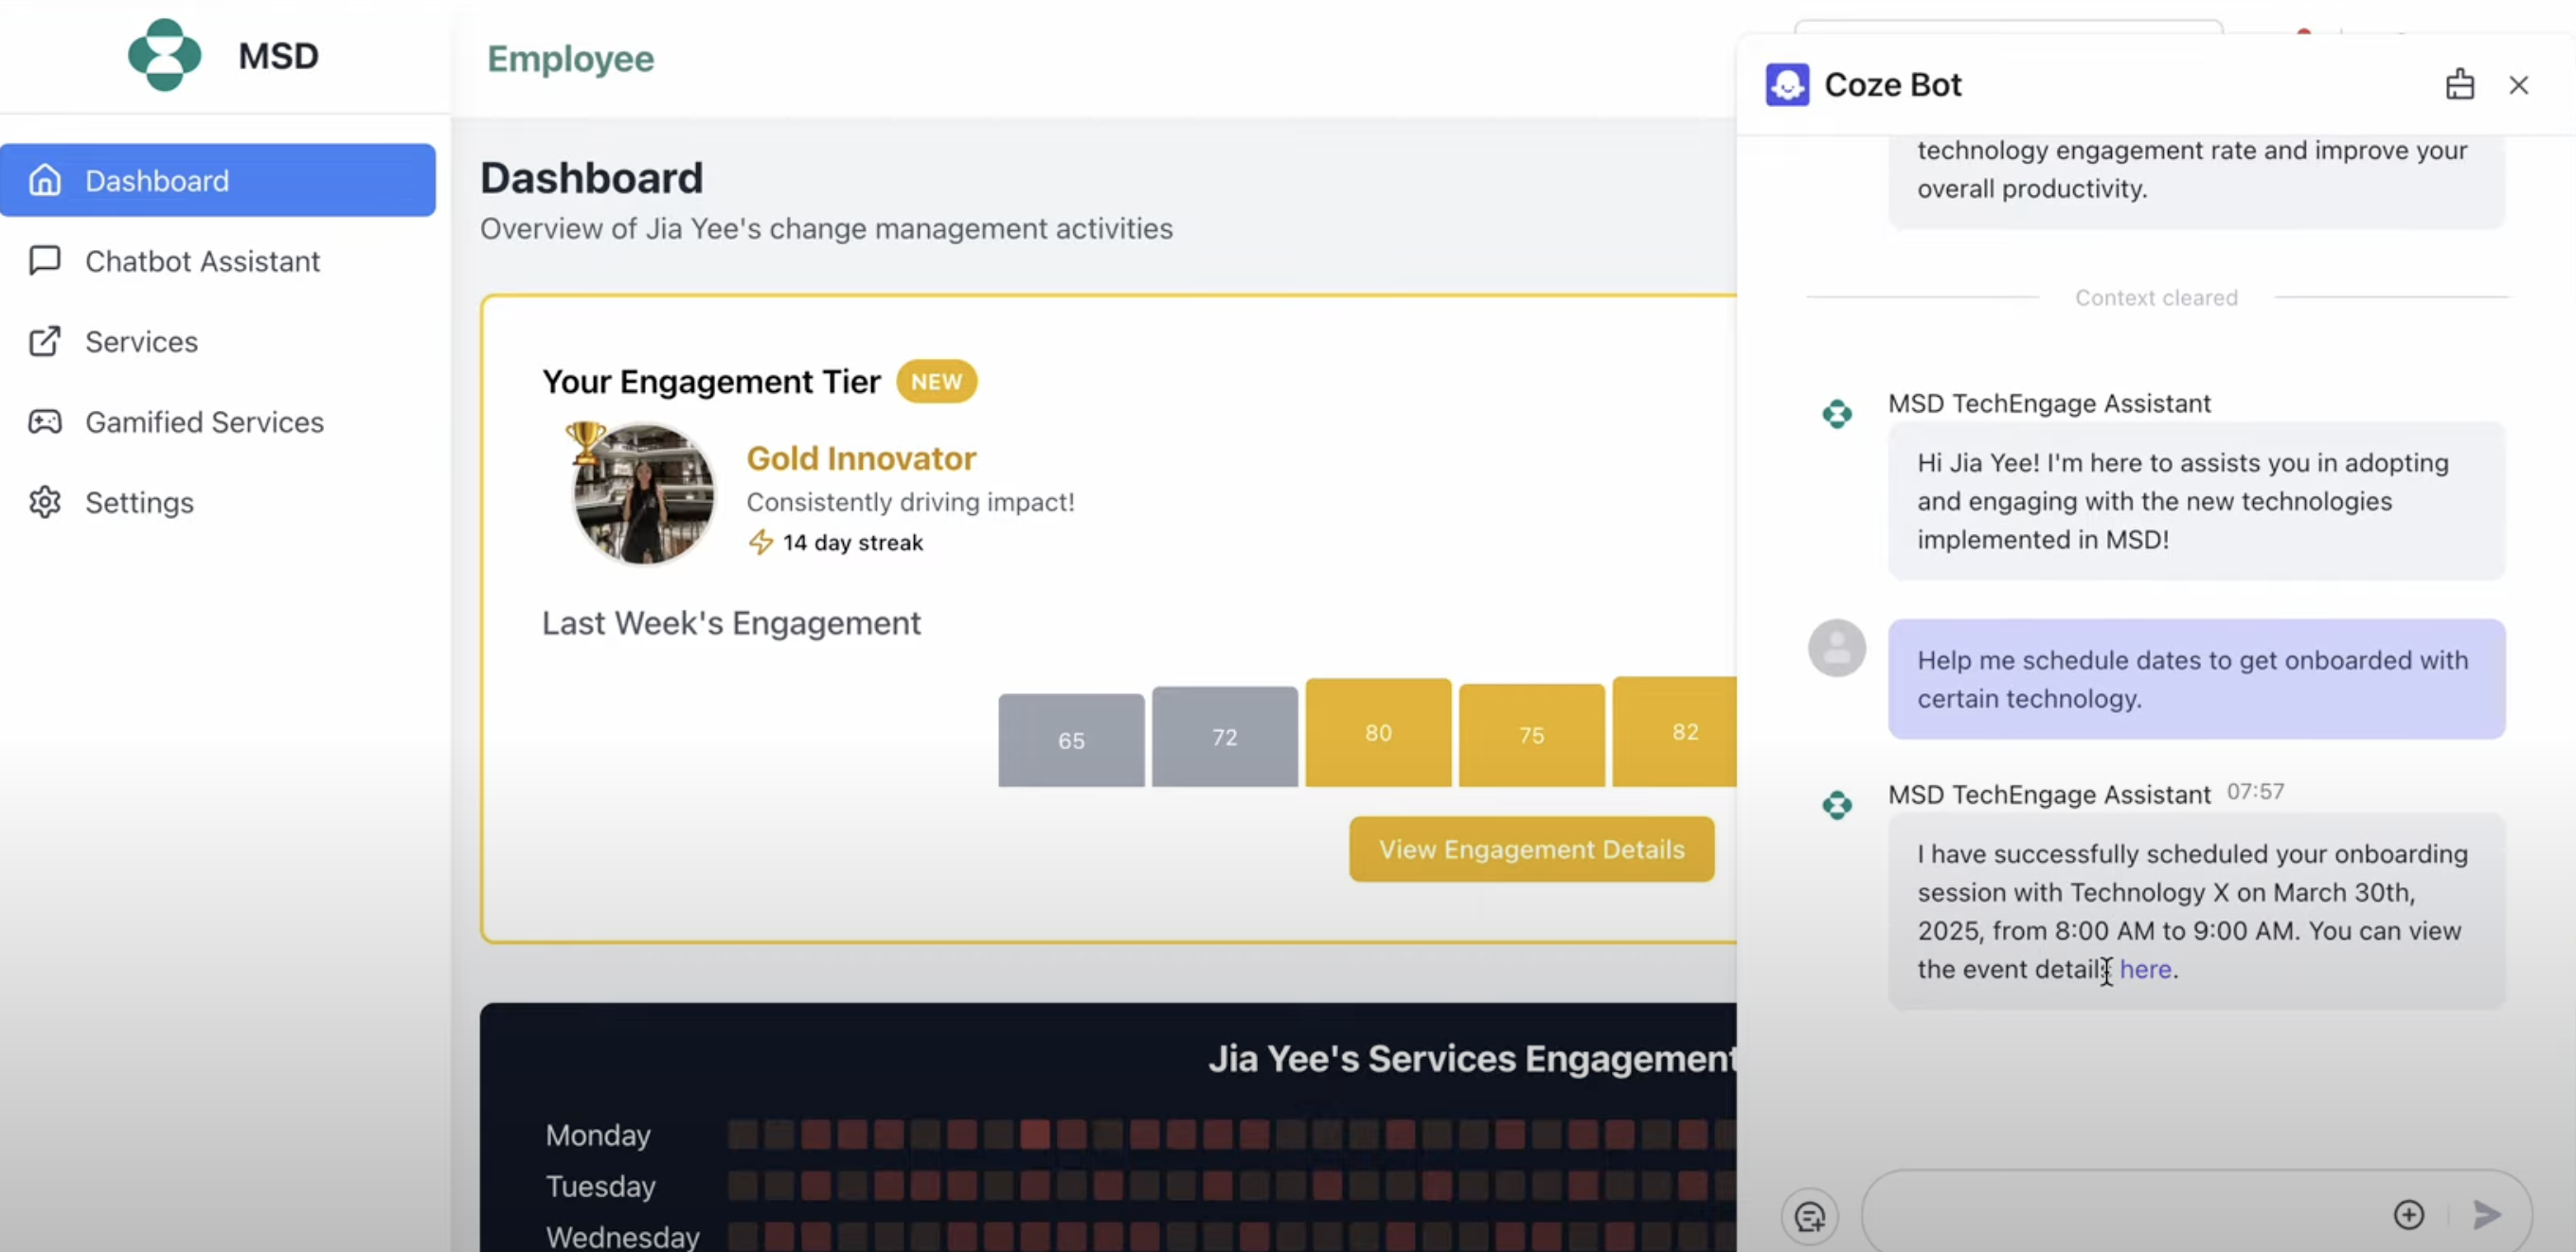 MSD
Dashboard
Chatbot Assistant
Services
Gamified Services
Settings
Employee
Dashboard
Overview of Jia Yee's change management activities
Your Engagement Tier NEW
Gold Innovator
Consistently driving impact!
14 day streak
Last Week's Engagement
65 72 80 75 82
View Engagement Details
Jia Yee's Services Engagement
Monday
Tuesday
Wednesday
Coze Bot
technology engagement rate and improve your
overall productivity.
Context cleared
MSD TechEngage Assistant
Hi Jia Yee! I'm here to assists you in adopting
and engaging with the new technologies
implemented in MSD!
Help me schedule dates to get onboarded with
certain technology.
MSD TechEngage Assistant 07:57
I have successfully scheduled your onboarding
session with Technology X on March 30th,
2025, from 8:00 AM to 9:00 AM. You can view
the event details here.